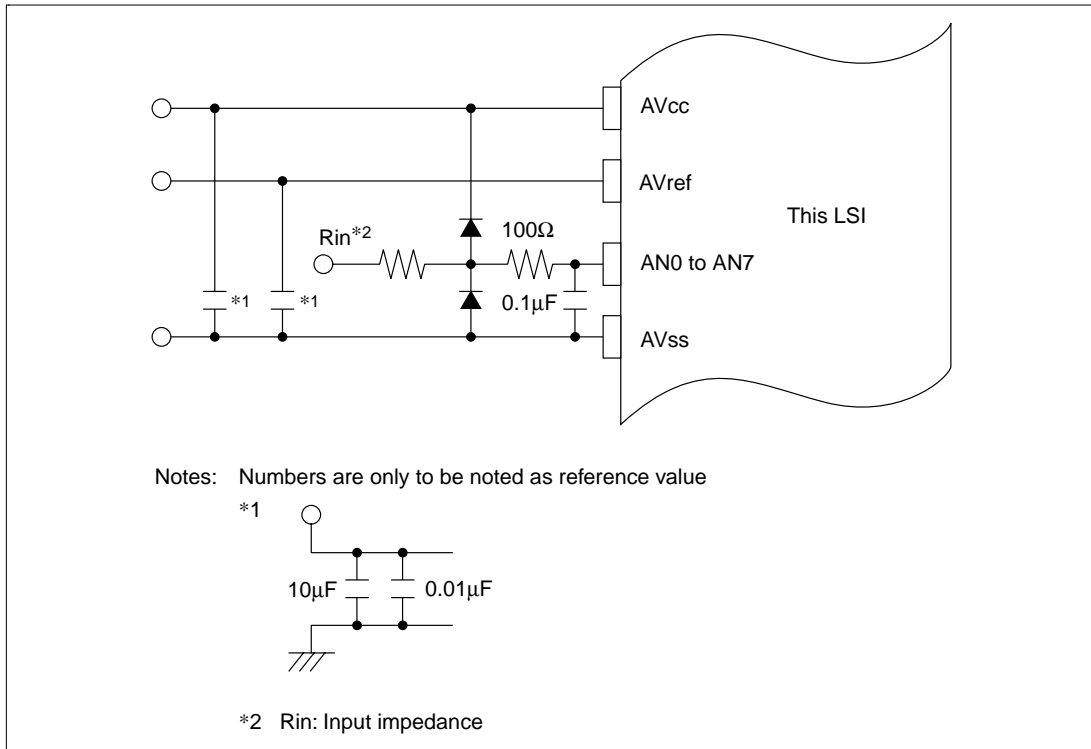 AVcc
AVref
This LSI
Rin*2
100Ω
AN0 to AN7
*1
*1
0.1μF
AVss
Notes: Numbers are only to be noted as reference value
*1
10μF
0.01μF
*2 Rin: Input impedance